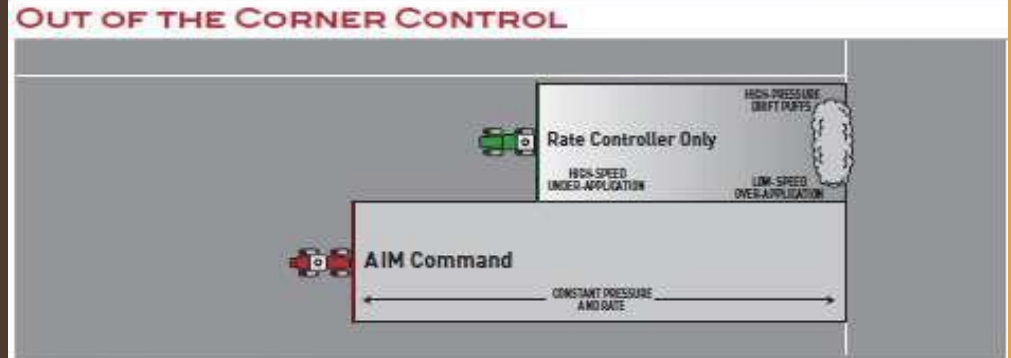 OUT OF THE CORNER CONTROL
HIGH-PRESSURE
DRIFT PUFFS
Rate Controller Only
HIGH-SPEED
UNDER-APPLICATION
LOW-SPEED
OVER-APPLICATION
AIM Command
CONSTANT PRESSURE
AND RATE